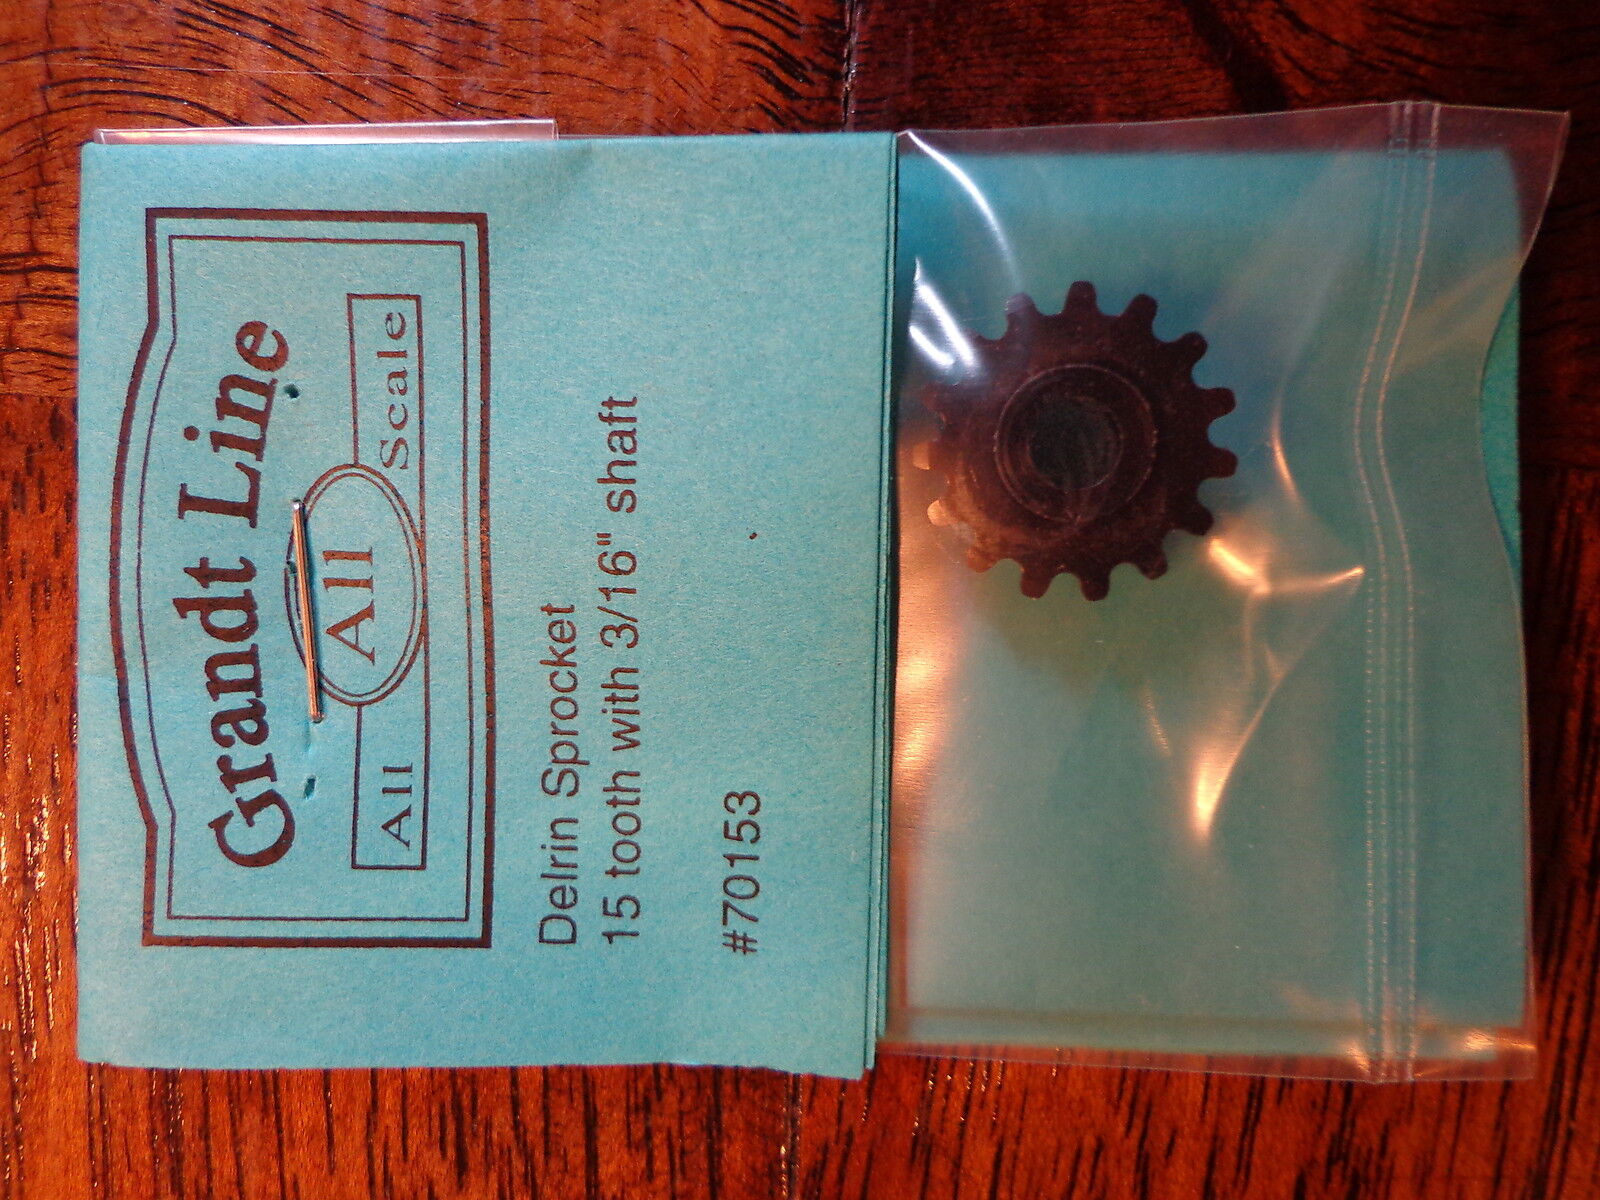 Grandt Line
All All Scale
Delrin Sprocket
15 tooth with 3/16" shaft
#70153